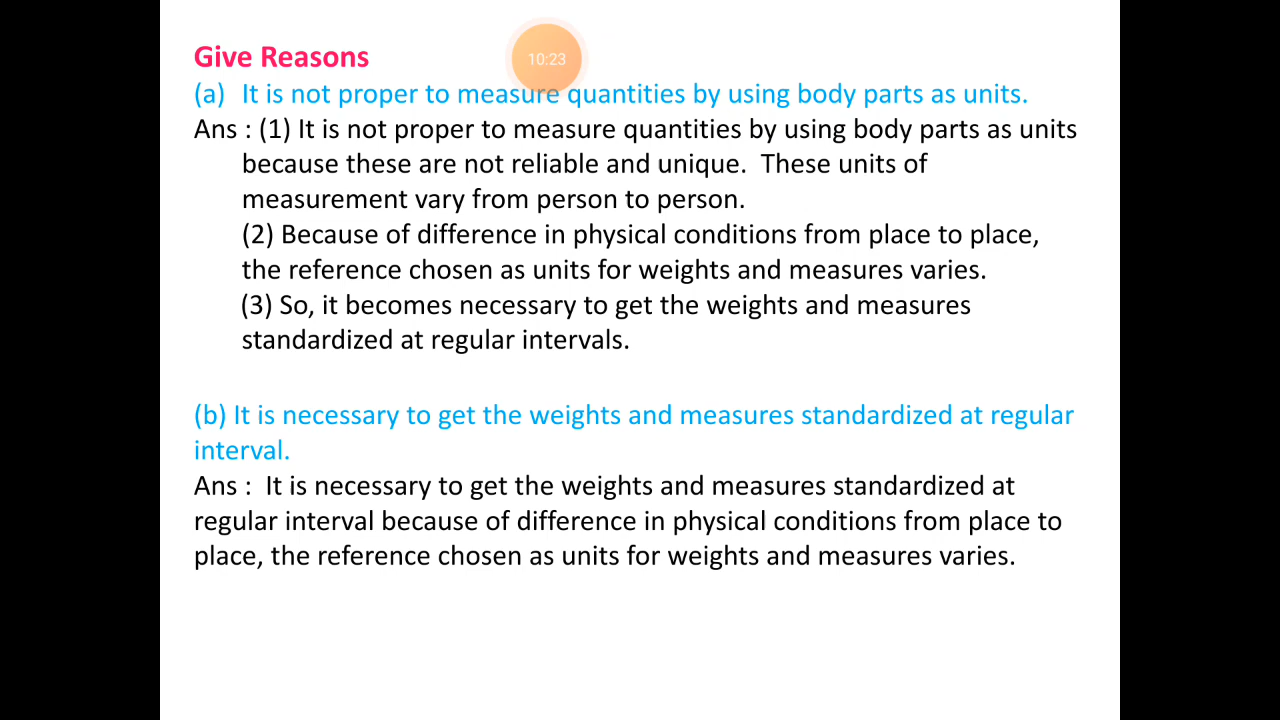 Give Reasons
10:23
(a) It is not proper to measure quantities by using body parts as units.
Ans : (1) It is not proper to measure quantities by using body parts as units
because these are not reliable and unique. These units of
measurement vary from person to person.
(2) Because of difference in physical conditions from place to place,
the reference chosen as units for weights and measures varies.
(3) So, it becomes necessary to get the weights and measures
standardized at regular intervals.
(b) It is necessary to get the weights and measures standardized at regular
interval.
Ans : It is necessary to get the weights and measures standardized at
regular interval because of difference in physical conditions from place to
place, the reference chosen as units for weights and measures varies.